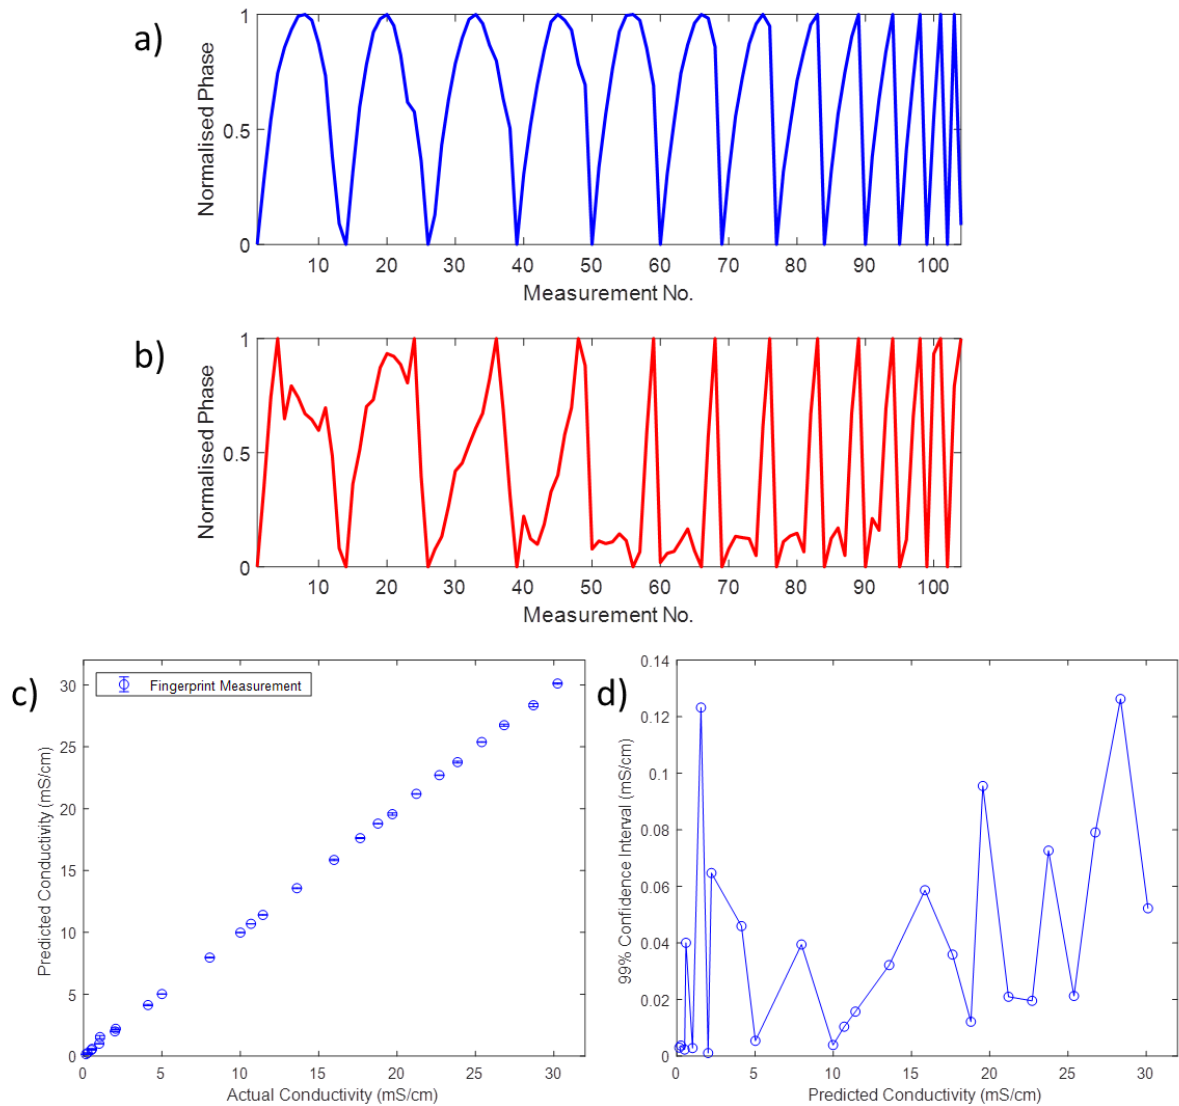 a)
Normalised Phase
1
0.5
0
10 20 30 40 50 60 70 80 90 100
Measurement No.
b)
Normalised Phase
1
0.5
0
10 20 30 40 50 60 70 80 90 100
Measurement No.
c)
Fingerprint Measurement
Predicted Conductivity (mS/cm)
30
25
20
15
10
5
0
0 5 10 15 20 25 30
Actual Conductivity (mS/cm)
d)
99% Confidence Interval (mS/cm)
0.14
0.12
0.1
0.08
0.06
0.04
0.02
0
0 5 10 15 20 25 30
Predicted Conductivity (mS/cm)